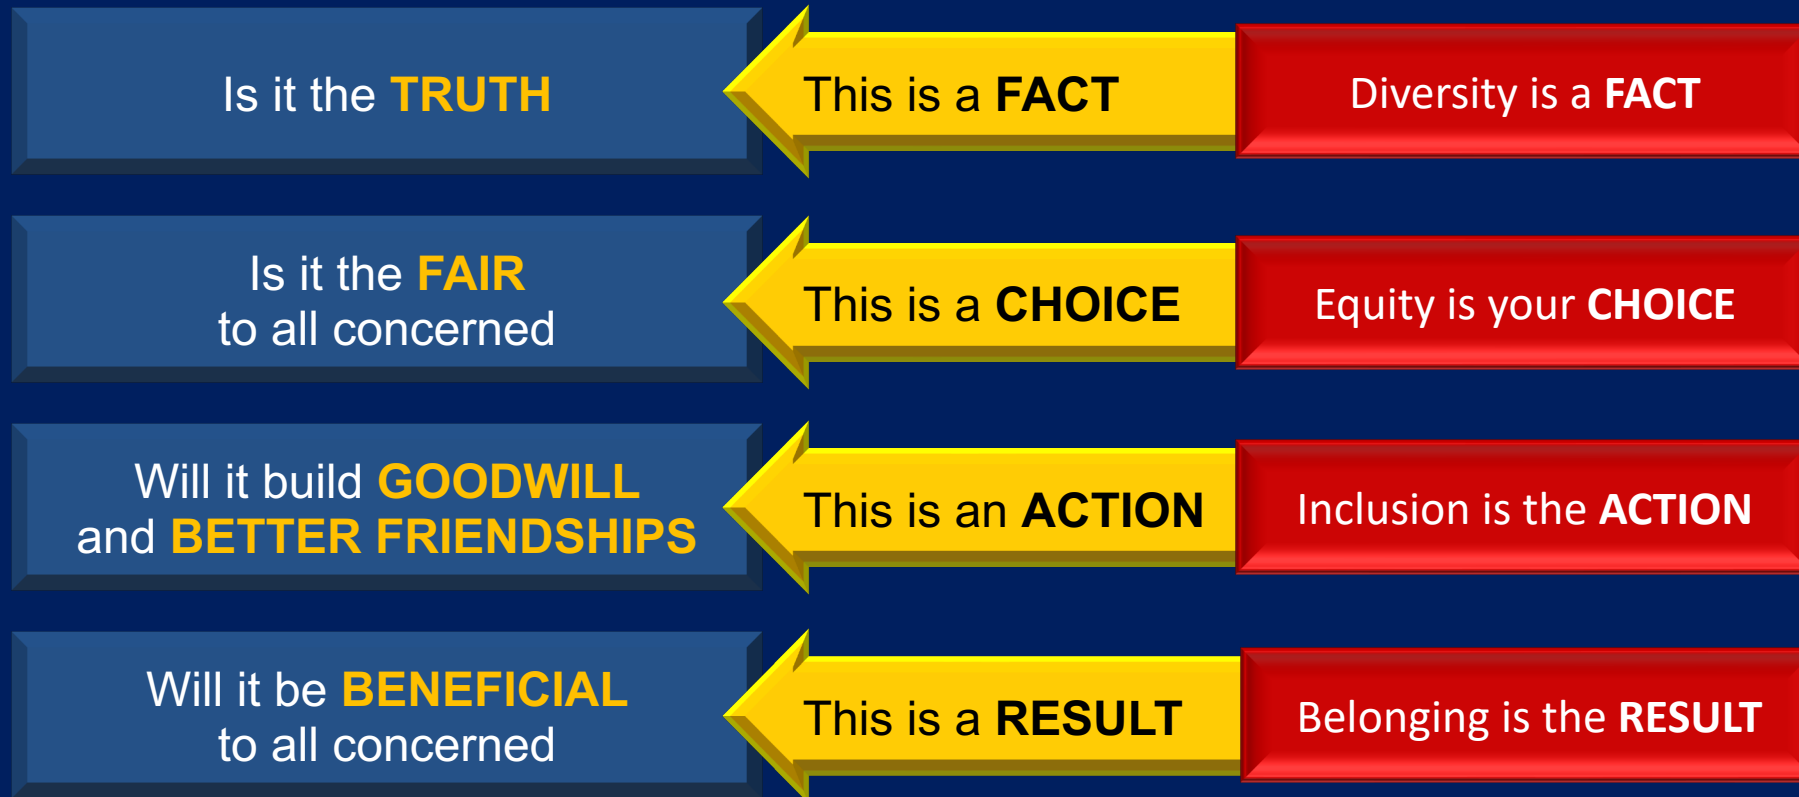 Is it the TRUTH
This is a FACT
Diversity is a FACT
Is it the FAIR
to all concerned
This is a CHOICE
Equity is your CHOICE
Will it build GOODWILL
and BETTER FRIENDSHIPS
This is an ACTION
Inclusion is the ACTION
Will it be BENEFICIAL
to all concerned
This is a RESULT
Belonging is the RESULT